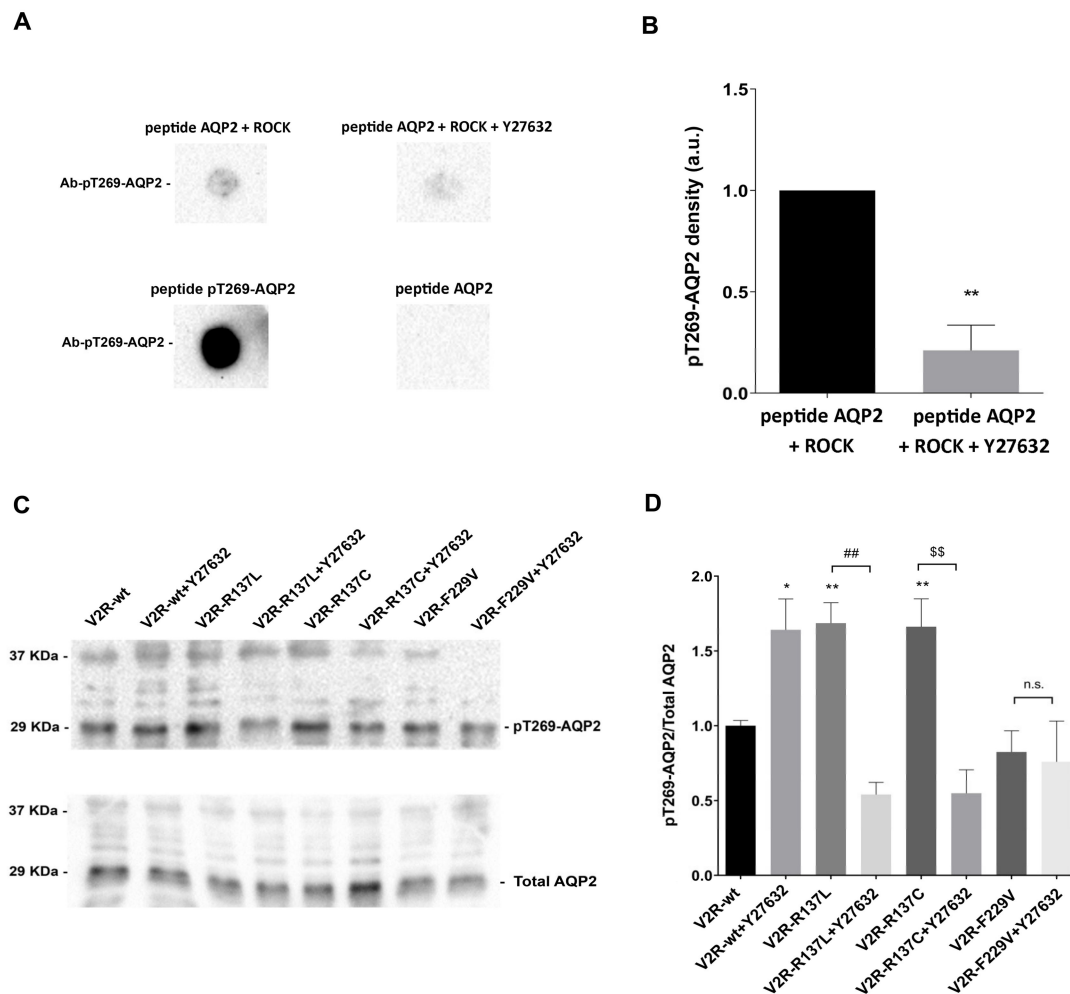 A
peptide AQP2 + ROCK
peptide AQP2 + ROCK + Y27632
Ab-pT269-AQP2 -
peptide pT269-AQP2
peptide AQP2
Ab-pT269-AQP2 -
B
pT269-AQP2 density (a.u.)
1.5
1.0
0.5
0.0
**
peptide AQP2
+ ROCK
peptide AQP2
+ ROCK + Y27632
C
V2R-wt
V2R-wt+Y27632
V2R-R137L
V2R-R137L+Y27632
V2R-R137C
V2R-R137C+Y27632
V2R-F229V
V2R-F229V+Y27632
37 KDa -
29 KDa -
- pT269-AQP2
37 KDa -
29 KDa -
- Total AQP2
D
pT269-AQP2/Total AQP2
2.0
1.5
1.0
0.5
0.0
*
**
##
**
$$
n.s.
V2R-wt
V2R-wt+Y27632
V2R-R137L
V2R-R137L+Y27632
V2R-R137C
V2R-R137C+Y27632
V2R-F229V
V2R-F229V+Y27632